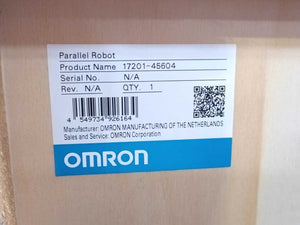 Parallel Robot
Product Name 17201-45604
Serial No. N/A
Rev. N/A QTY. 1
4 549734 926164
Manufacturer: OMRON MANUFACTURING OF THE NETHERLANDS
Sales and Service: OMRON Corporation
OMRON